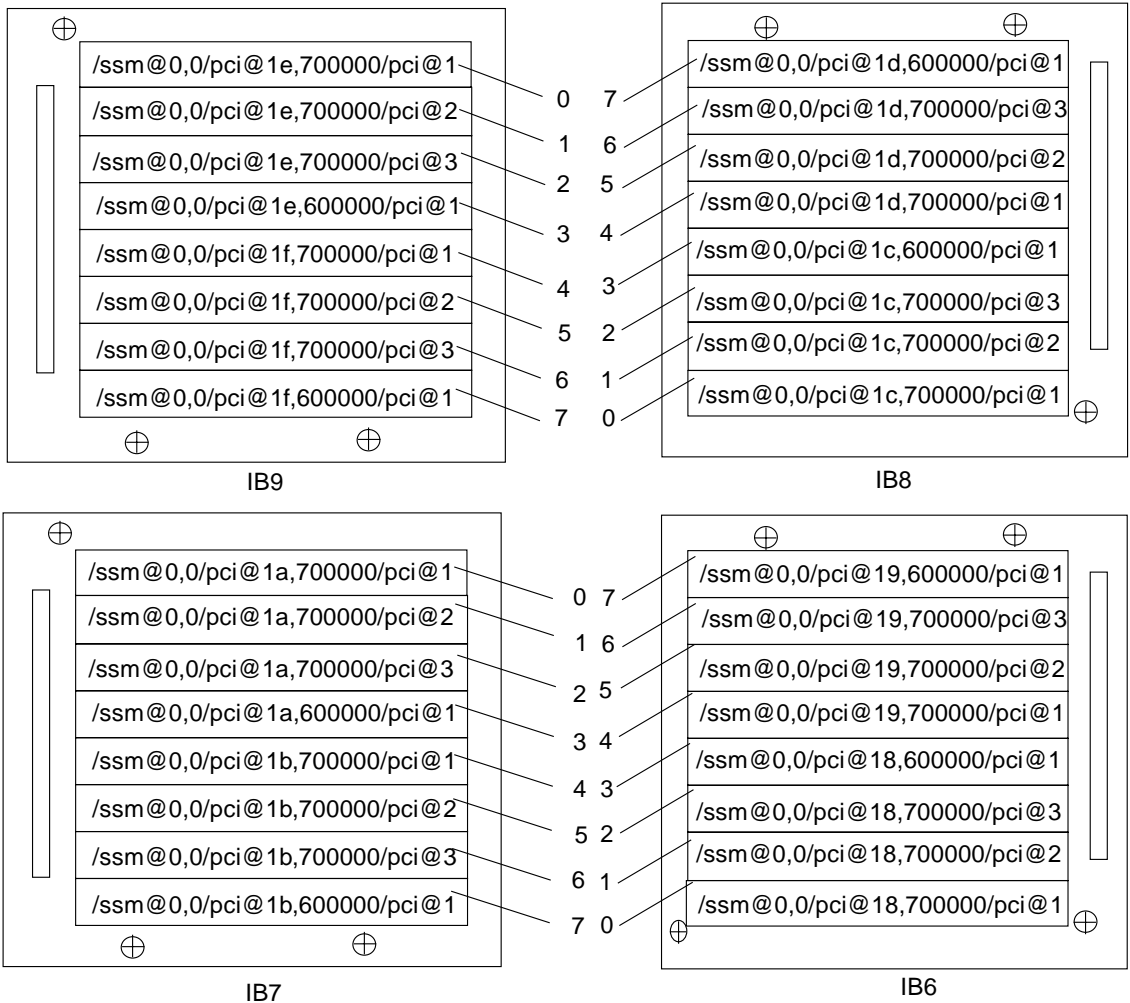 /ssm@0,0/pci@1e,700000/pci@1
/ssm@0,0/pci@1e,700000/pci@2
/ssm@0,0/pci@1e,700000/pci@3
/ssm@0,0/pci@1e,600000/pci@1
/ssm@0,0/pci@1f,700000/pci@1
/ssm@0,0/pci@1f,700000/pci@2
/ssm@0,0/pci@1f,700000/pci@3
/ssm@0,0/pci@1f,600000/pci@1
0 7
1 6
2 5
3 4
4 3
5 2
6 1
7 0
/ssm@0,0/pci@1d,600000/pci@1
/ssm@0,0/pci@1d,700000/pci@3
/ssm@0,0/pci@1d,700000/pci@2
/ssm@0,0/pci@1d,700000/pci@1
/ssm@0,0/pci@1c,600000/pci@1
/ssm@0,0/pci@1c,700000/pci@3
/ssm@0,0/pci@1c,700000/pci@2
/ssm@0,0/pci@1c,700000/pci@1
IB9
IB8
/ssm@0,0/pci@1a,700000/pci@1
/ssm@0,0/pci@1a,700000/pci@2
/ssm@0,0/pci@1a,700000/pci@3
/ssm@0,0/pci@1a,600000/pci@1
/ssm@0,0/pci@1b,700000/pci@1
/ssm@0,0/pci@1b,700000/pci@2
/ssm@0,0/pci@1b,700000/pci@3
/ssm@0,0/pci@1b,600000/pci@1
0 7
1 6
2 5
3 4
4 3
5 2
6 1
7 0
/ssm@0,0/pci@19,600000/pci@1
/ssm@0,0/pci@19,700000/pci@3
/ssm@0,0/pci@19,700000/pci@2
/ssm@0,0/pci@19,700000/pci@1
/ssm@0,0/pci@18,600000/pci@1
/ssm@0,0/pci@18,700000/pci@3
/ssm@0,0/pci@18,700000/pci@2
/ssm@0,0/pci@18,700000/pci@1
IB7
IB6